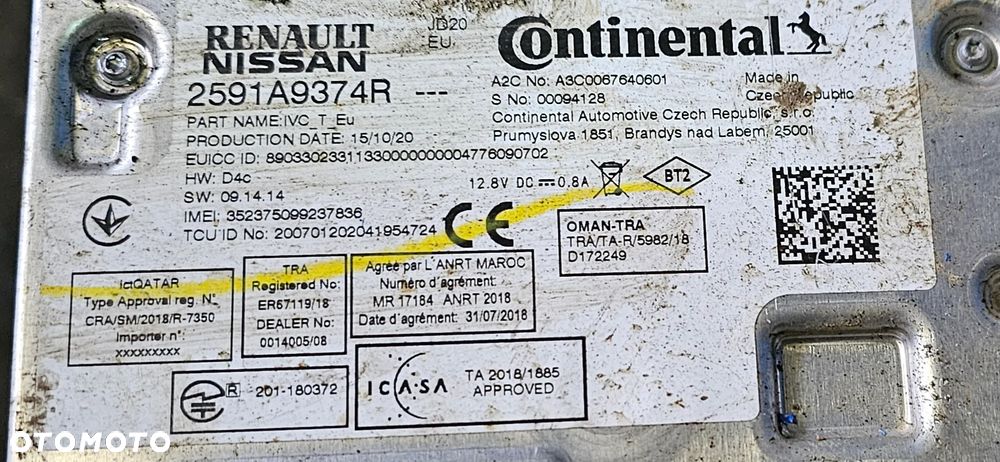 RENAULT
NISSAN
JD20
EU
Continental
2591A9374R ---
A2C No: A3C0067640601
S No: 00094128
Made in
Czech Republic
Continental Automotive Czech Republic, s.r.o.
Prumyslova 1851, Brandys nad Labem, 25001
PART NAME:IVC_T_Eu
PRODUCTION DATE: 15/10/20
EUICC ID: 89033023311330000000004776090702
HW: D4c
SW: 09.14.14
IMEI: 352375099237836
TCU ID No: 200701202041954724
12.8V DC 0.8A
BT2
CE
OMAN-TRA
TRA/TA-R/5982/18
D172249
ictQATAR
Type Approval reg. N°
CRA/SM/2018/R-7350
Importer n°:
xxxxxxxxx
TRA
Registered No:
ER67119/18
DEALER No:
0014005/08
Agréé par L'ANRT MAROC
Numéro d'agrément:
MR 17184 ANRT 2018
Date d'agrément: 31/07/2018
R 201-180372
ICASA
TA 2018/1885
APPROVED
OTOMOTO